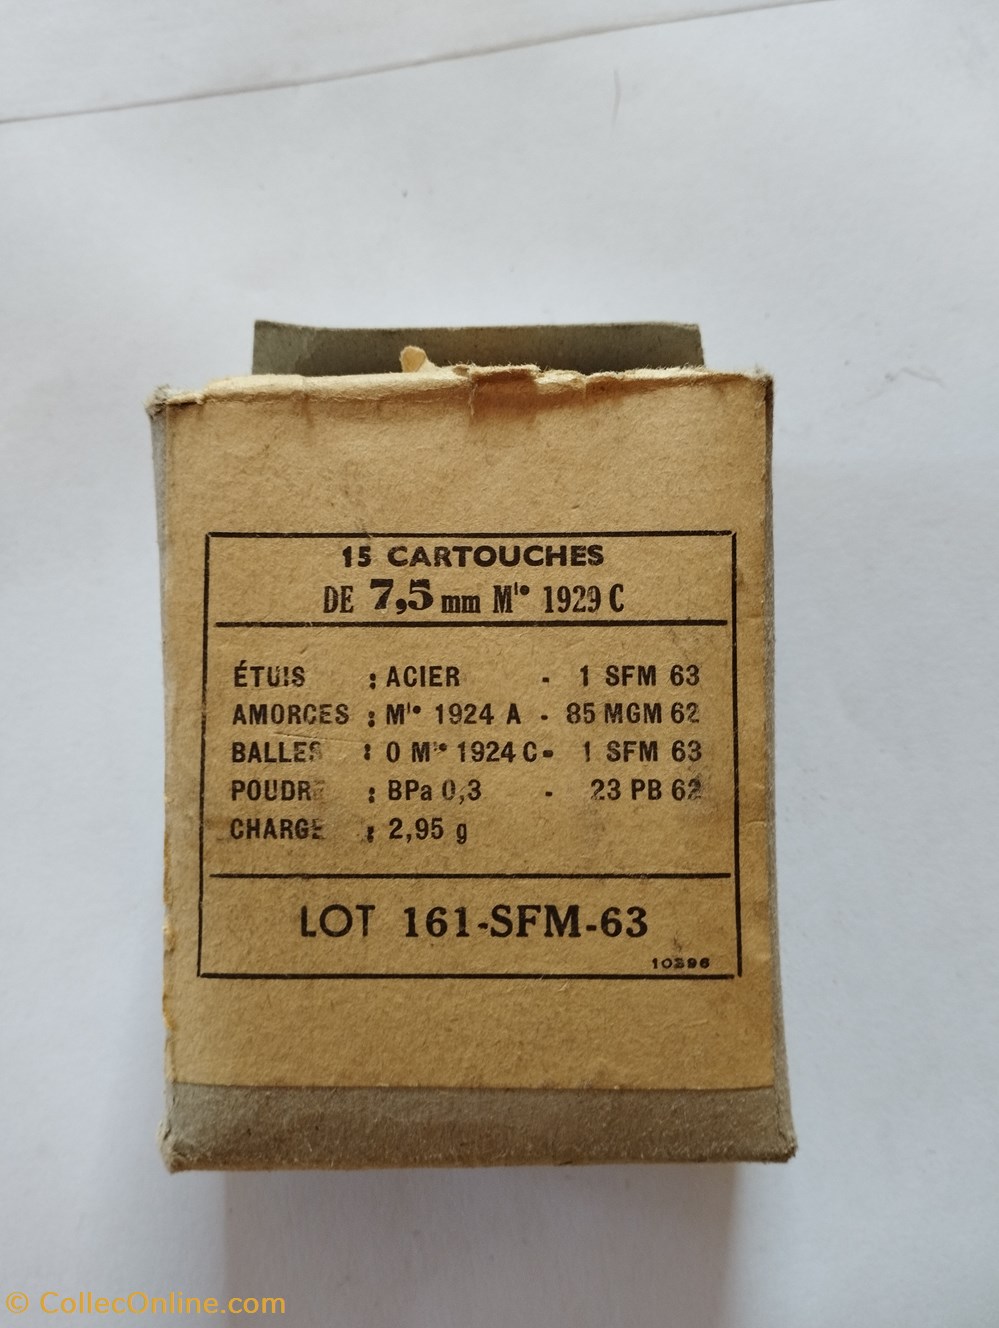 15 CARTOUCHES
DE 7,5 mm Mle 1929 C
ÉTUIS : ACIER - 1 SFM 63
AMORCES : Mle 1924 A - 85 MGM 62
BALLES : O Mle 1924 C - 1 SFM 63
POUDRE : BPa 0,3 - 23 PB 62
CHARGE : 2,95 g
LOT 161-SFM-63
© CollecOnline.com